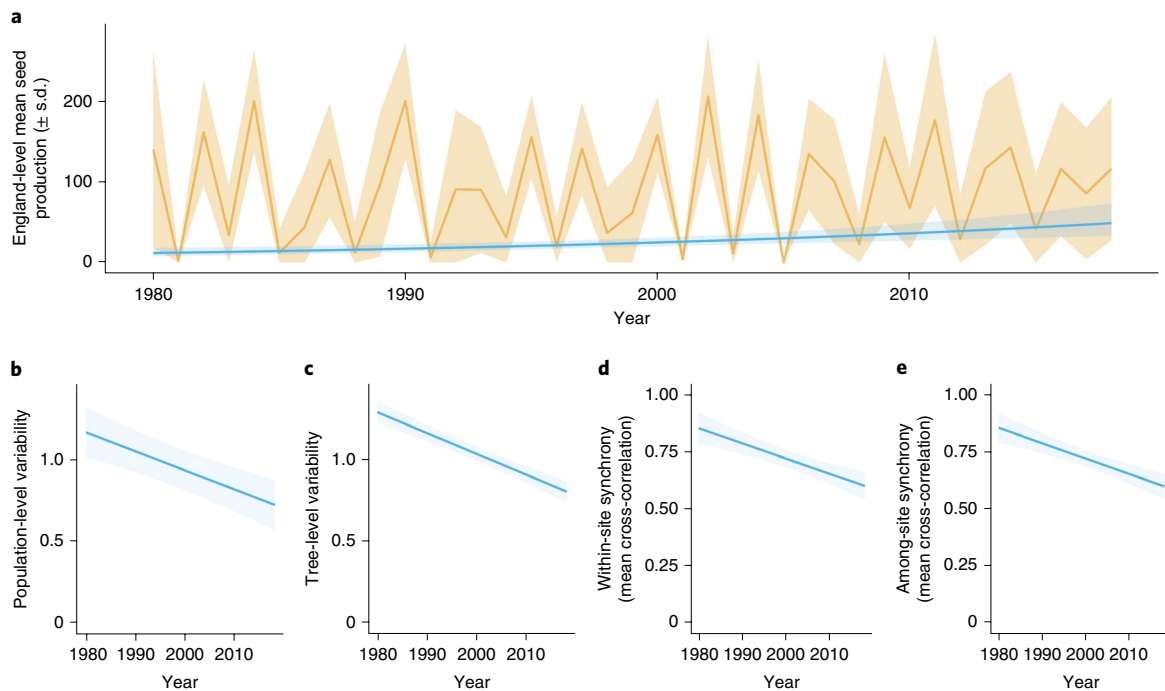 a
England-level mean seed
production (± s.d.)
200
100
0
1980
1990
2000
2010
Year
b
Population-level variability
1.0
0.5
0
1980 1990 2000 2010
Year
c
Tree-level variability
1.0
0.5
0
1980 1990 2000 2010
Year
d
Within-site synchrony
(mean cross-correlation)
1.00
0.75
0.50
0.25
0
1980 1990 2000 2010
Year
e
Among-site synchrony
(mean cross-correlation)
1.00
0.75
0.50
0.25
0
1980 1990 2000 2010
Year